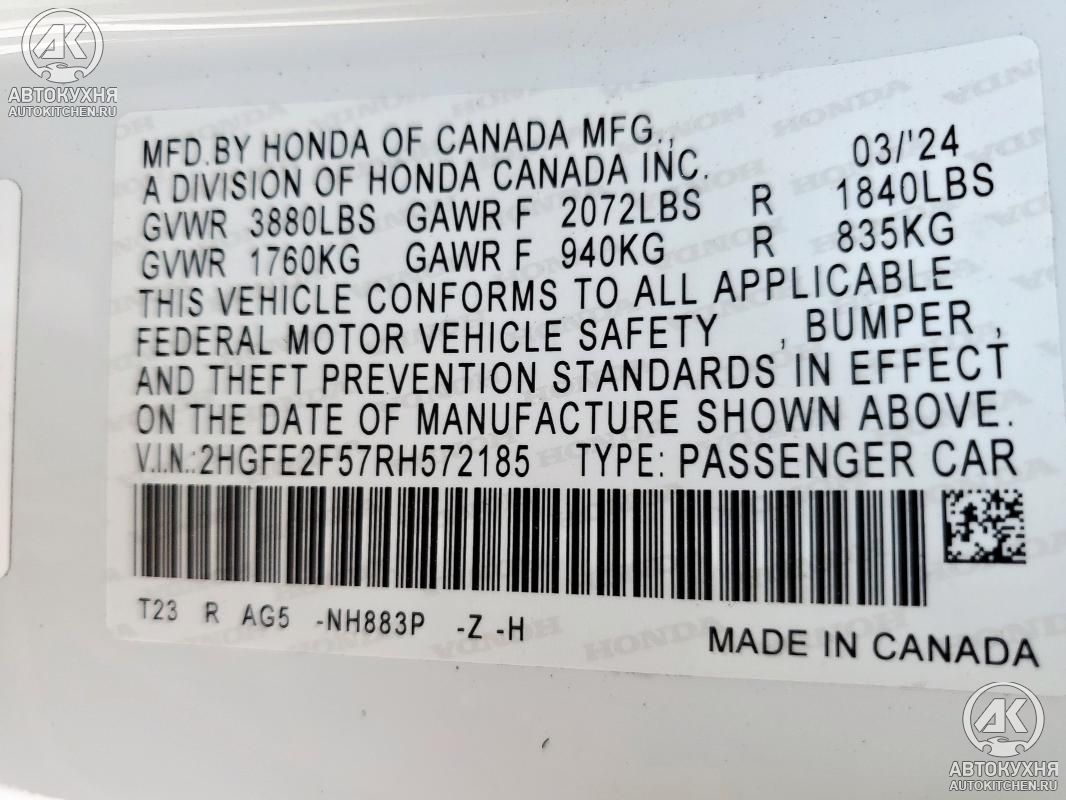 АВТОКУХНЯ
AUTOKITCHEN.RU
MFD.BY HONDA OF CANADA MFG., 03/'24
A DIVISION OF HONDA CANADA INC.
GVWR 3880LBS GAWR F 2072LBS R 1840LBS
GVWR 1760KG GAWR F 940KG R 835KG
THIS VEHICLE CONFORMS TO ALL APPLICABLE
FEDERAL MOTOR VEHICLE SAFETY , BUMPER ,
AND THEFT PREVENTION STANDARDS IN EFFECT
ON THE DATE OF MANUFACTURE SHOWN ABOVE.
V.I.N.:2HGFE2F57RH572185 TYPE: PASSENGER CAR
T23 R AG5 -NH883P -Z -H
MADE IN CANADA
АВТОКУХНЯ
AUTOKITCHEN.RU